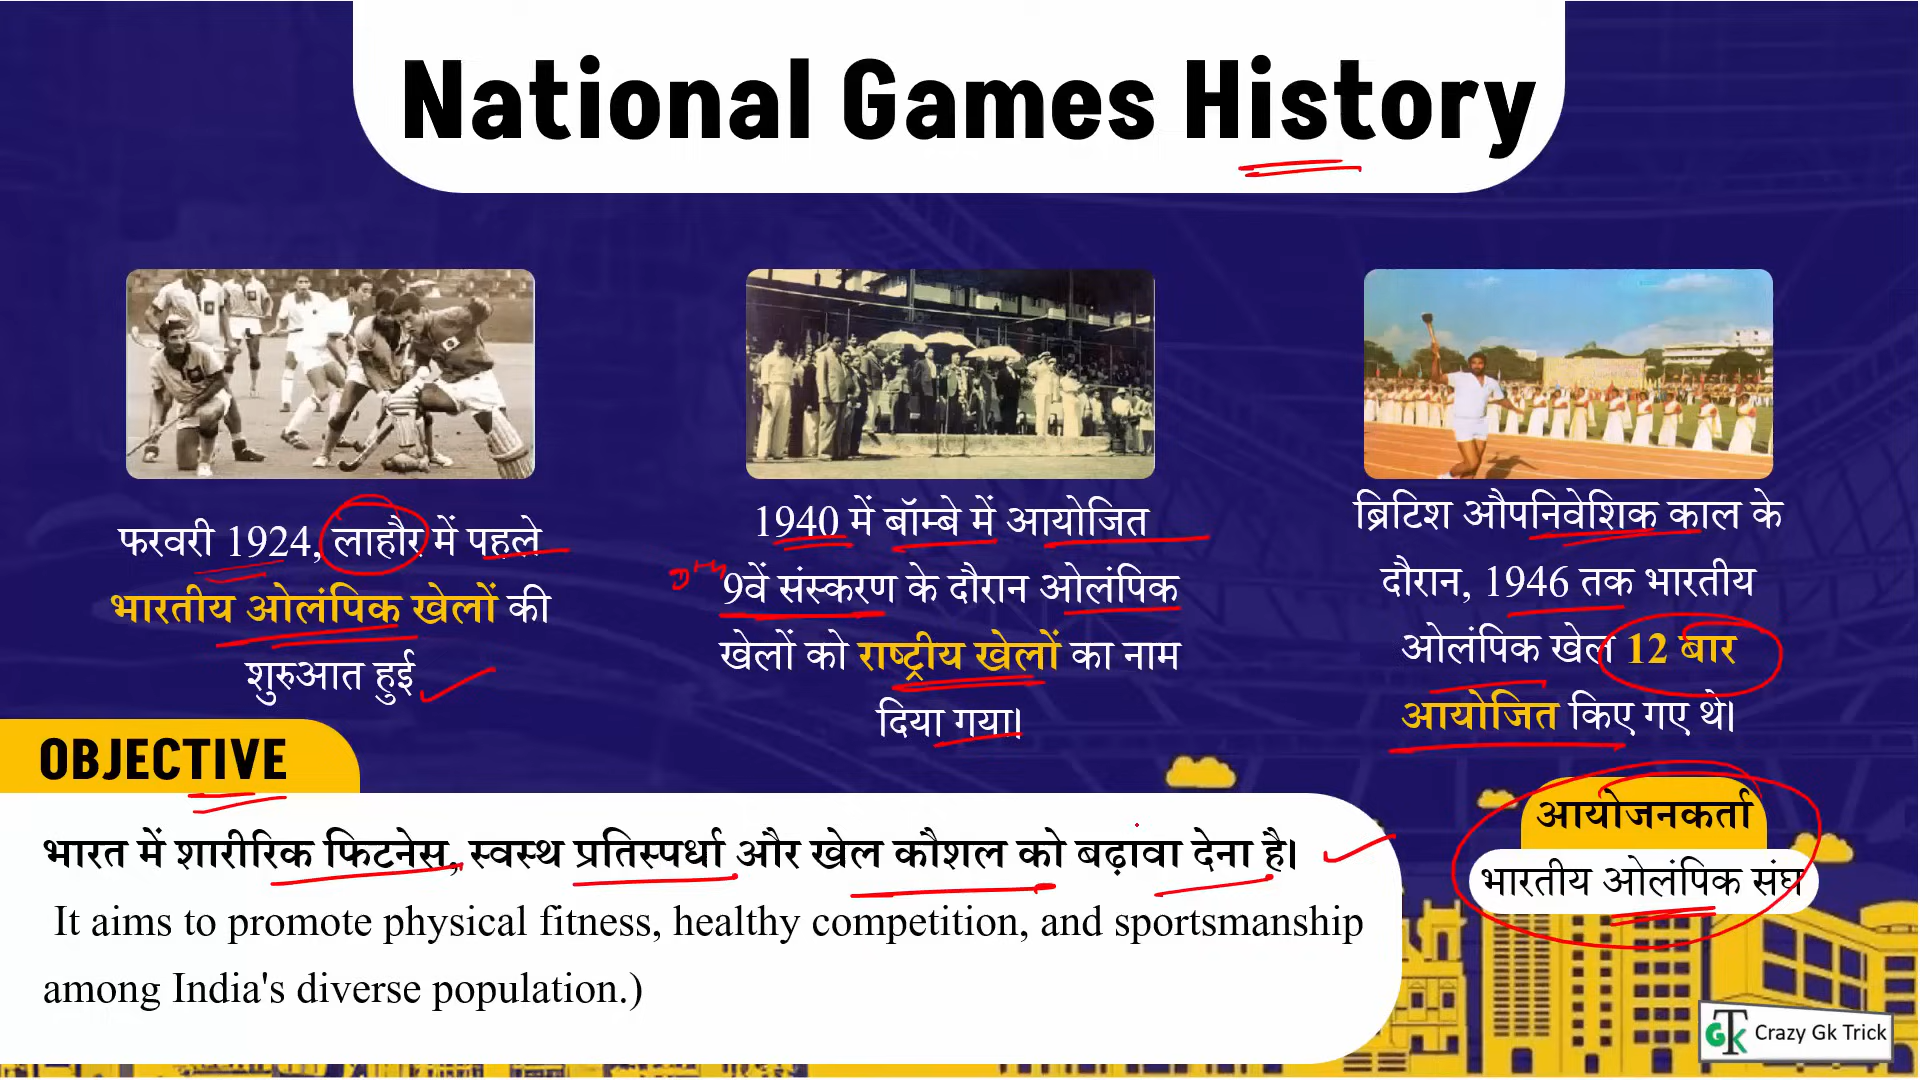 National Games History
फरवरी 1924, लाहौर में पहले
भारतीय ओलंपिक खेलों की
शुरुआत हुई
1940 में बॉम्बे में आयोजित
9वें संस्करण के दौरान ओलंपिक
खेलों को राष्ट्रीय खेलों का नाम
दिया गया।
ब्रिटिश औपनिवेशिक काल के
दौरान, 1946 तक भारतीय
ओलंपिक खेल 12 बार
आयोजित किए गए थे।
OBJECTIVE
भारत में शारीरिक फिटनेस, स्वस्थ प्रतिस्पर्धा और खेल कौशल को बढ़ावा देना है।
It aims to promote physical fitness, healthy competition, and sportsmanship
among India's diverse population.)
आयोजनकर्ता
भारतीय ओलंपिक संघ
GTK Crazy Gk Trick